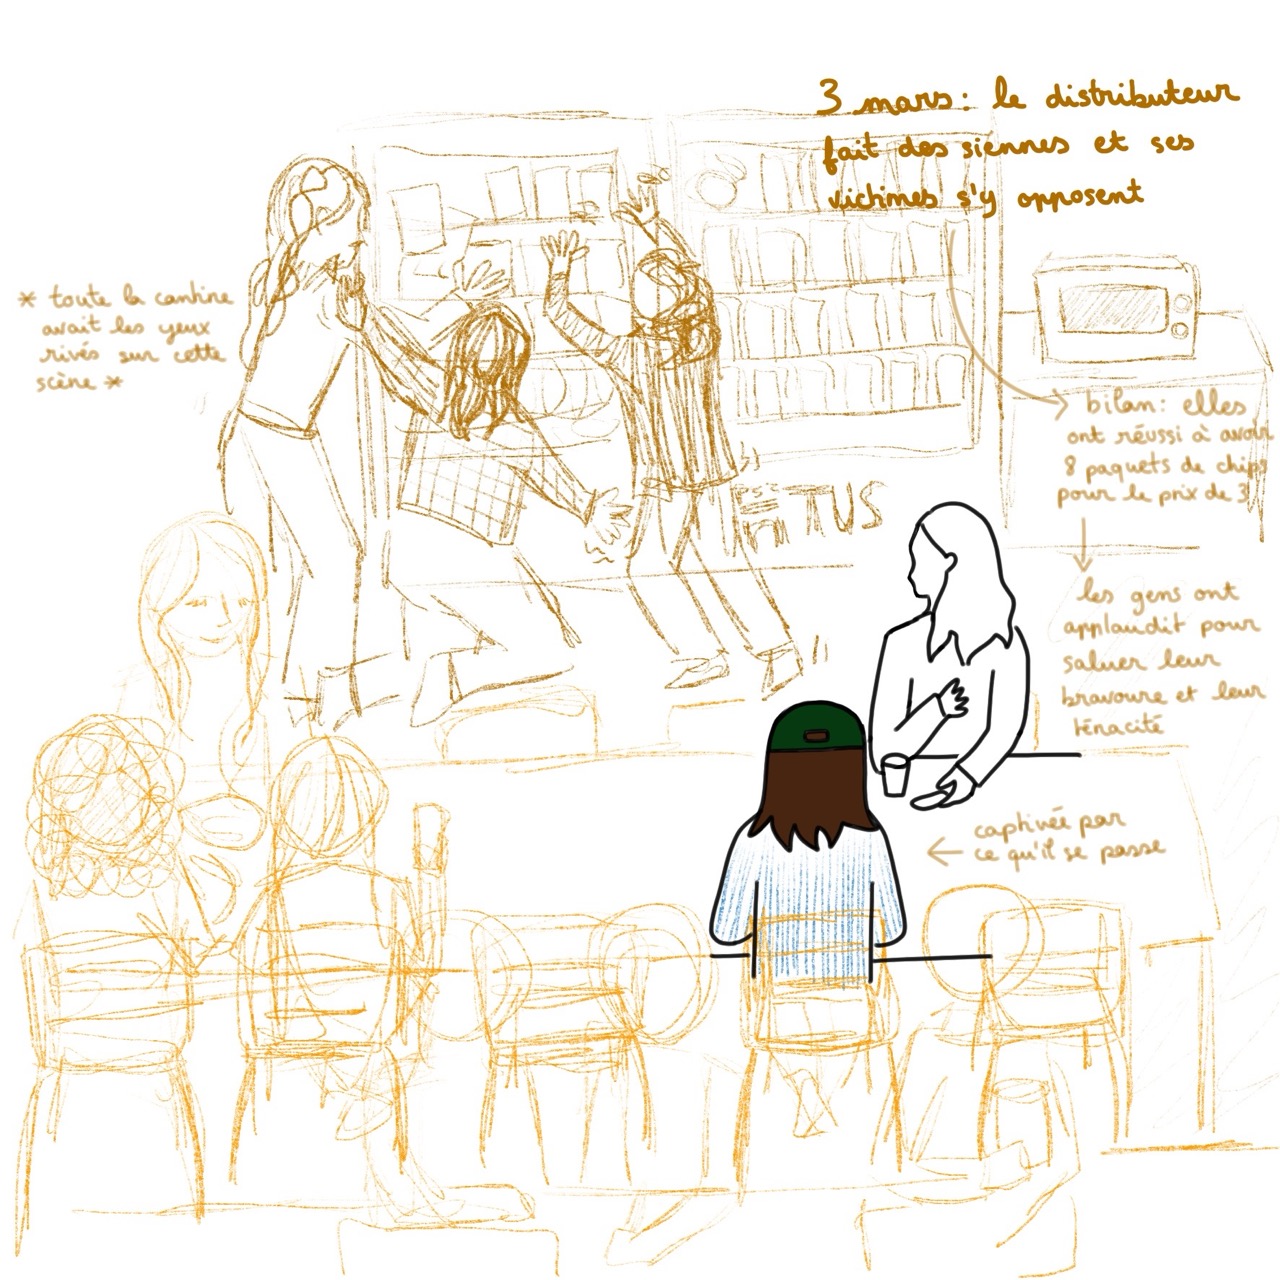 3 mars : le distributeur
fait des siennes et ses
victimes s'y opposent
* toute la cantine
avait les yeux
rivés sur cette
scène *
bilan : elles
ont réussi à avoir
8 paquets de chips
pour le prix de 3
les gens ont
applaudit pour
saluer leur
bravoure et leur
ténacité
captivée par
ce qu'il se passe